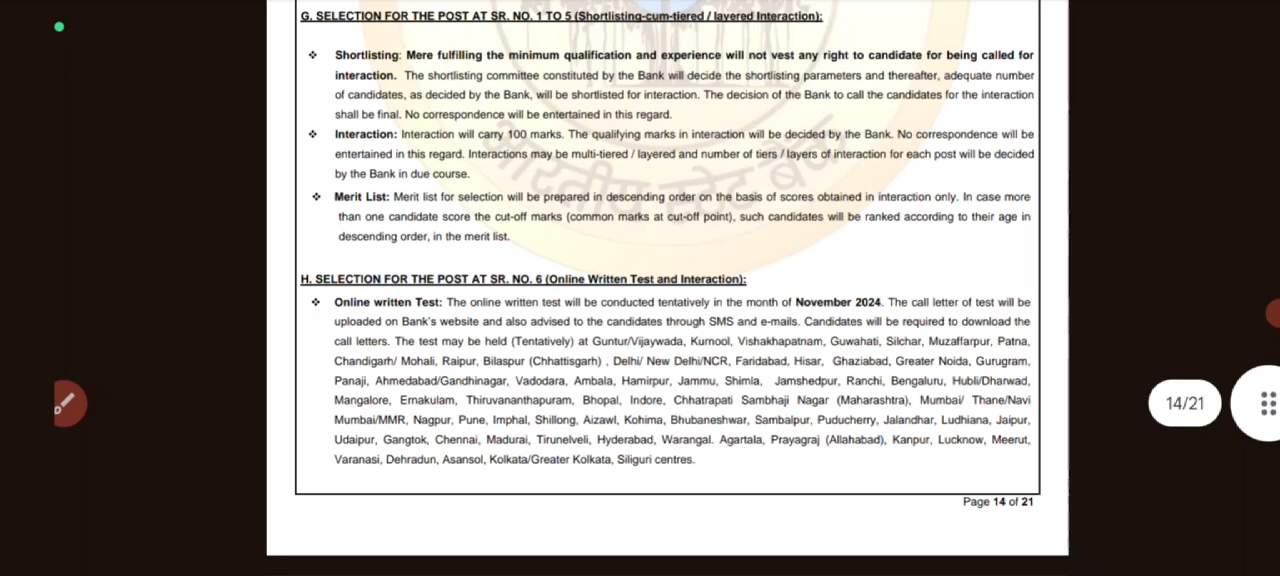 G. SELECTION FOR THE POST AT SR. NO. 1 TO 5 (Shortlisting-cum-tiered / layered Interaction):
❖ Shortlisting: Mere fulfilling the minimum qualification and experience will not vest any right to candidate for being called for
interaction. The shortlisting committee constituted by the Bank will decide the shortlisting parameters and thereafter, adequate number
of candidates, as decided by the Bank, will be shortlisted for interaction. The decision of the Bank to call the candidates for the interaction
shall be final. No correspondence will be entertained in this regard.
❖ Interaction: Interaction will carry 100 marks. The qualifying marks in interaction will be decided by the Bank. No correspondence will be
entertained in this regard. Interactions may be multi-tiered / layered and number of tiers / layers of interaction for each post will be decided
by the Bank in due course.
❖ Merit List: Merit list for selection will be prepared in descending order on the basis of scores obtained in interaction only. In case more
than one candidate score the cut-off marks (common marks at cut-off point), such candidates will be ranked according to their age in
descending order, in the merit list.
भारतीय स्टेट बैंक
H. SELECTION FOR THE POST AT SR. NO. 6 (Online Written Test and Interaction):
❖ Online written Test: The online written test will be conducted tentatively in the month of November 2024. The call letter of test will be
uploaded on Bank's website and also advised to the candidates through SMS and e-mails. Candidates will be required to download the
call letters. The test may be held (Tentatively) at Guntur/Vijaywada, Kurnool, Vishakhapatnam, Guwahati, Silchar, Muzaffarpur, Patna,
Chandigarh/ Mohali, Raipur, Bilaspur (Chhattisgarh) , Delhi/ New Delhi/NCR, Faridabad, Hisar, Ghaziabad, Greater Noida, Gurugram,
Panaji, Ahmedabad/Gandhinagar, Vadodara, Ambala, Hamirpur, Jammu, Shimla, Jamshedpur, Ranchi, Bengaluru, Hubli/Dharwad,
Mangalore, Ernakulam, Thiruvananthapuram, Bhopal, Indore, Chhatrapati Sambhaji Nagar (Maharashtra), Mumbai/ Thane/Navi
Mumbai/MMR, Nagpur, Pune, Imphal, Shillong, Aizawl, Kohima, Bhubaneshwar, Sambalpur, Puducherry, Jalandhar, Ludhiana, Jaipur,
Udaipur, Gangtok, Chennai, Madurai, Tirunelveli, Hyderabad, Warangal. Agartala, Prayagraj (Allahabad), Kanpur, Lucknow, Meerut,
Varanasi, Dehradun, Asansol, Kolkata/Greater Kolkata, Siliguri centres.
Page 14 of 21
14/21